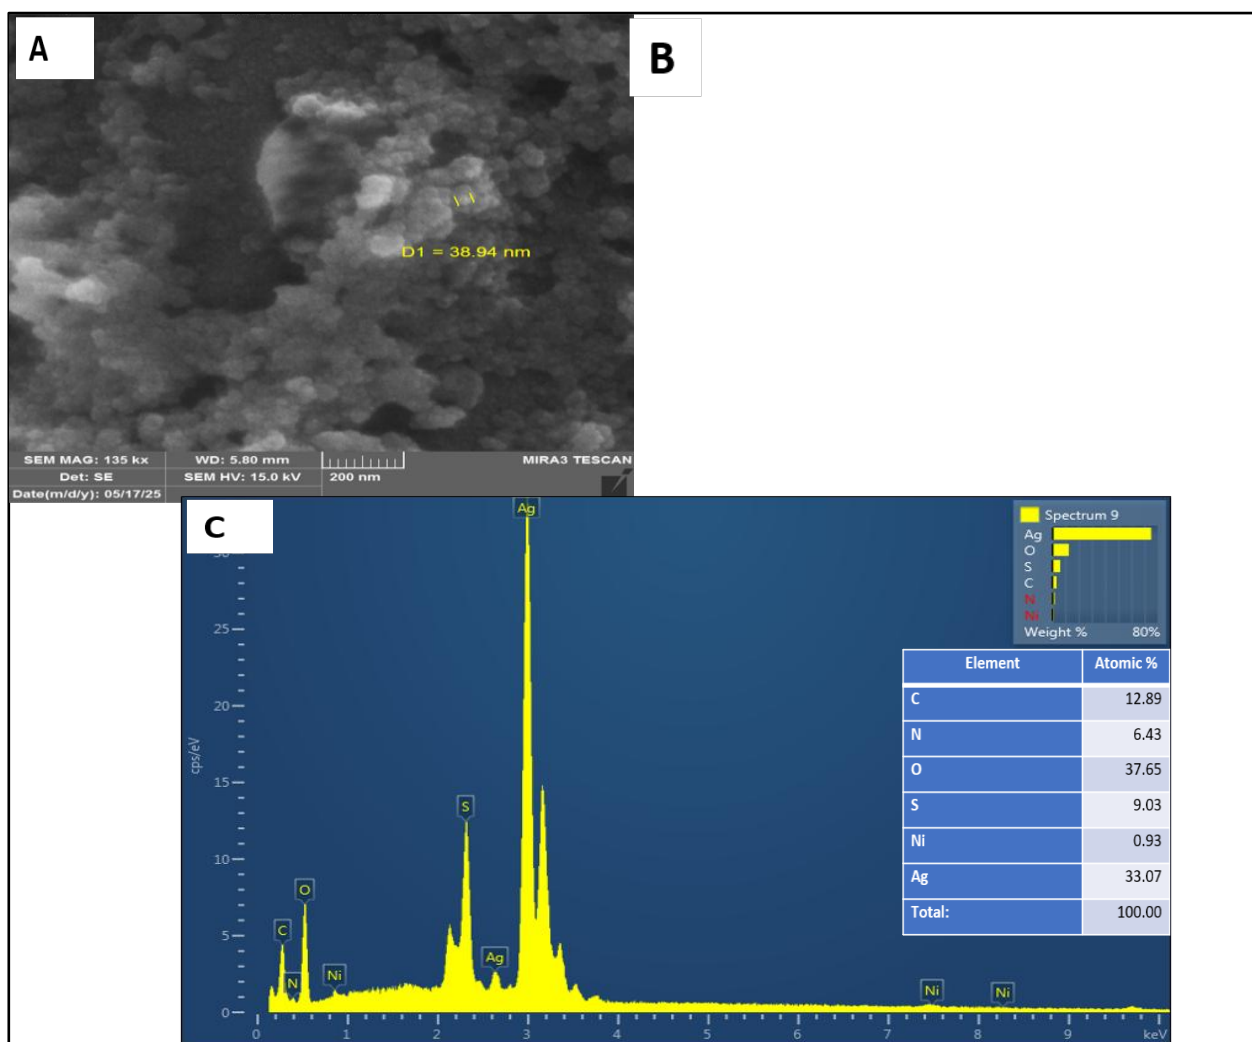 A
B
D1 = 38.94 nm
SEM MAG: 135 kx
WD: 5.80 mm
MIRA3 TESCAN
Det: SE
SEM HV: 15.0 kV
200 nm
Date(m/d/y): 05/17/25
C
Ag
S
O
C
N
Ni
Ag
Ni
Ni
25
20
15
10
5
0
cps/eV
0 1 2 3 4 5 6 7 8 9 keV
Spectrum 9
Ag
O
S
C
N
Ni
Weight % 80%
Element Atomic %
C 12.89
N 6.43
O 37.65
S 9.03
Ni 0.93
Ag 33.07
Total: 100.00